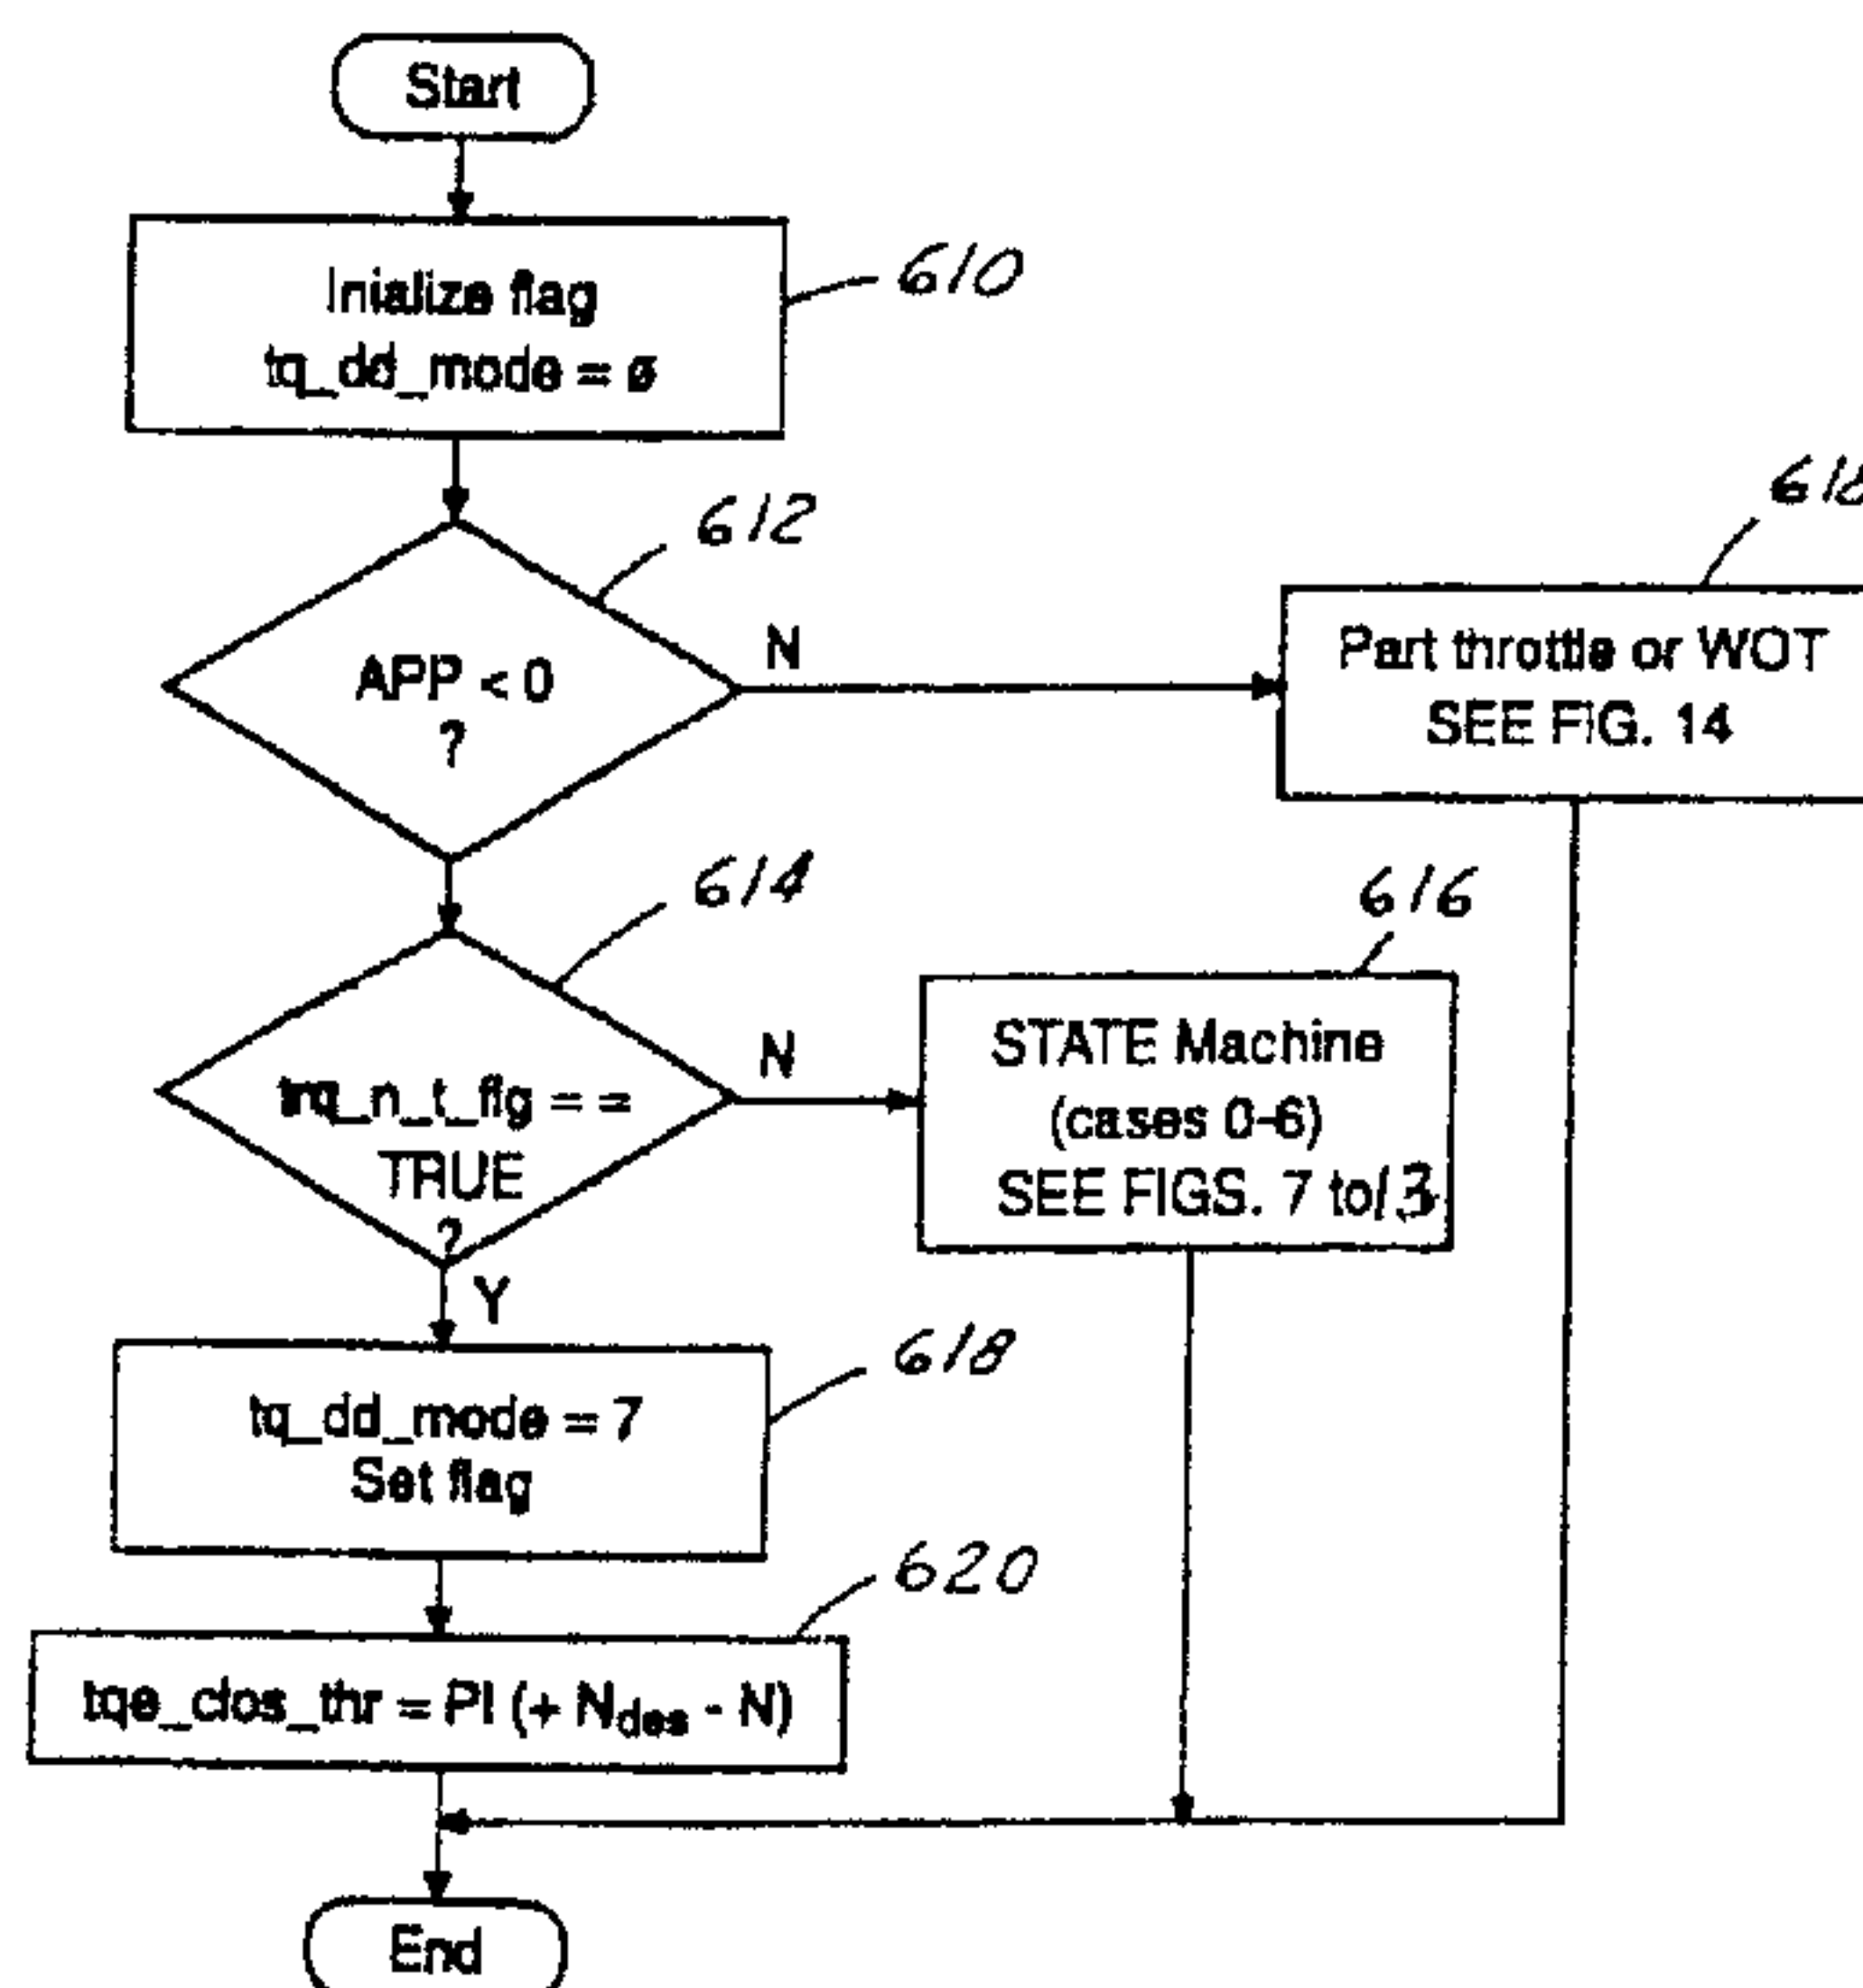 Start
Inialize flag
tq_dd_mode = ø
610
APP < 0
?
612
N
Part throttle or WOT
SEE FIG. 14
618
trq_n_t_flg = =
TRUE
?
614
N
Y
STATE Machine
(cases 0-6)
SEE FIGS. 7 to 13
616
tq_dd_mode = 7
Set flag
618
tqe_clos_thr = PI (+ Ndes - N)
620
End